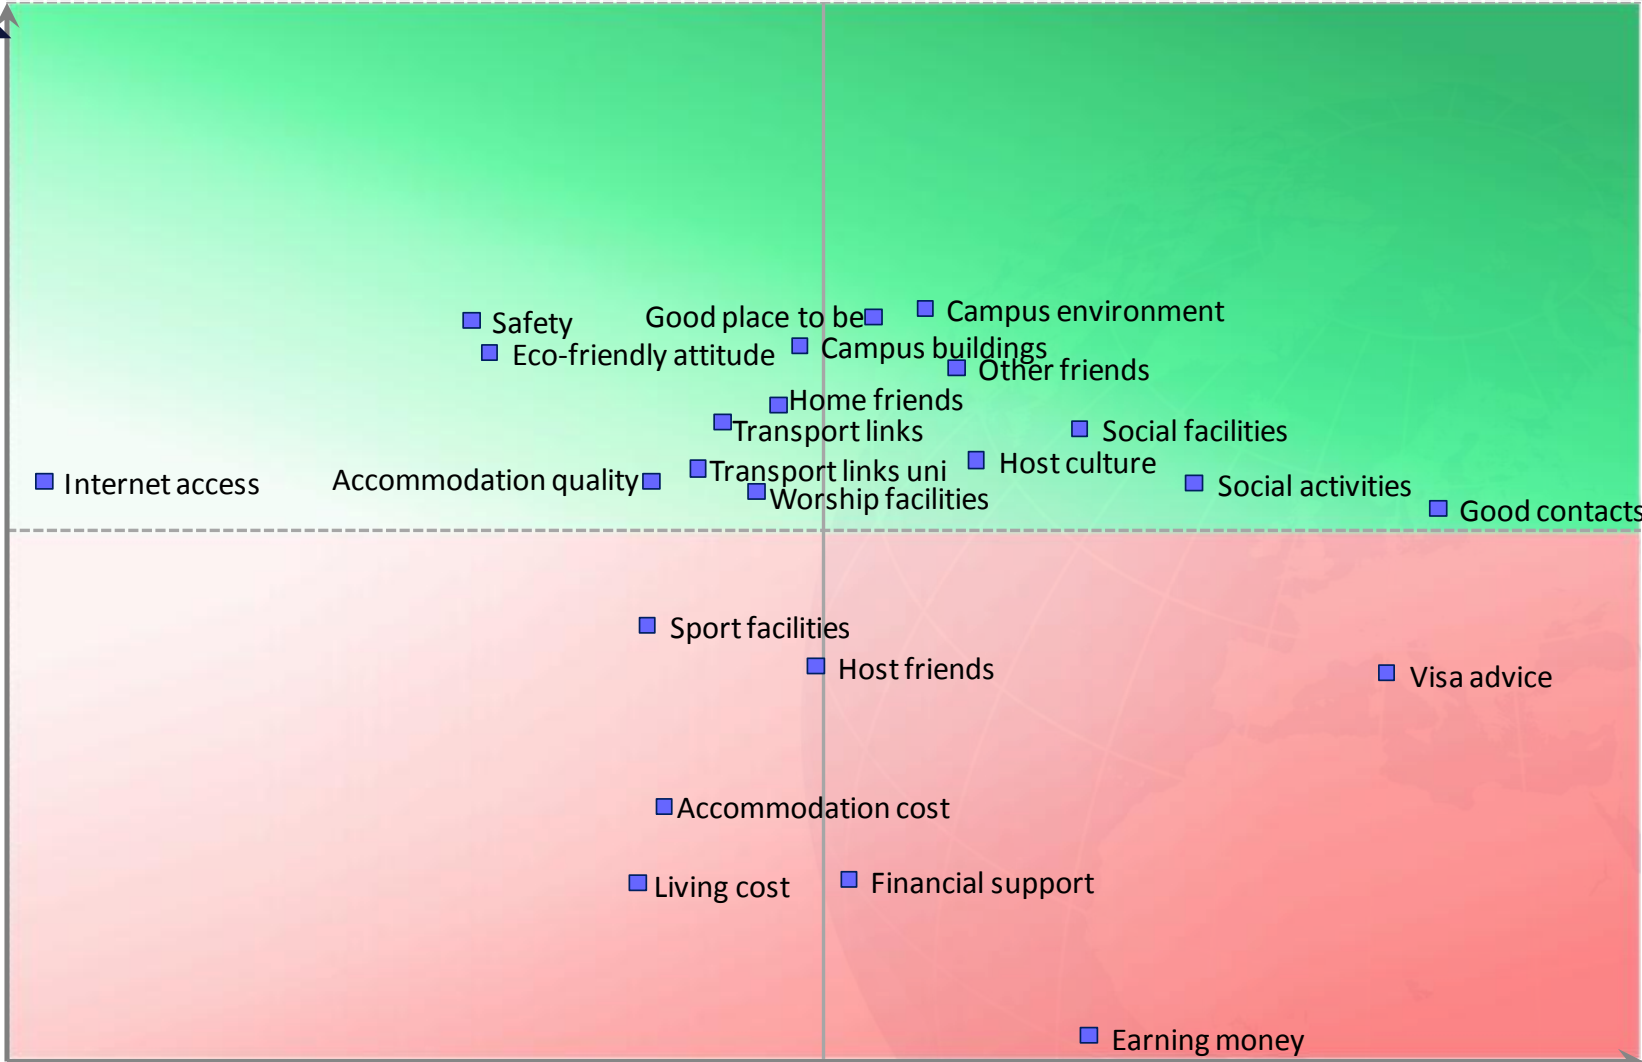 Campus environment
Good place to be
Safety
Campus buildings
Eco-friendly attitude
Other friends
Home friends
Transport links
Social facilities
Host culture
Transport links uni
Accommodation quality
Internet access
Social activities
Worship facilities
Good contacts
Sport facilities
Host friends
Visa advice
Accommodation cost
Financial support
Living cost
Earning money